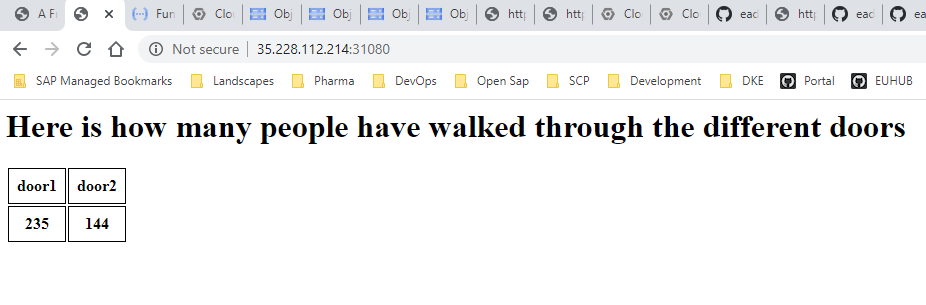 A F
Fun
Clo
Obj
Obj
Obj
Obj
http
http
Clo
Clo
ead
http
ead
ea
Not secure 35.228.112.214:31080
SAP Managed Bookmarks Landscapes Pharma DevOps Open Sap SCP Development DKE Portal EUHUB
Here is how many people have walked through the different doors
door1 door2
235 144